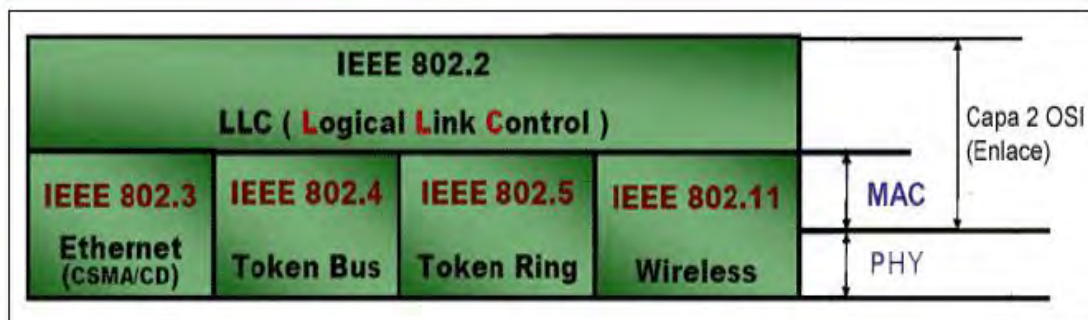 IEEE 802.2
LLC ( Logical Link Control )
IEEE 802.3
Ethernet
(CSMA/CD)
IEEE 802.4
Token Bus
IEEE 802.5
Token Ring
IEEE 802.11
Wireless
Capa 2 OSI
(Enlace)
MAC
PHY